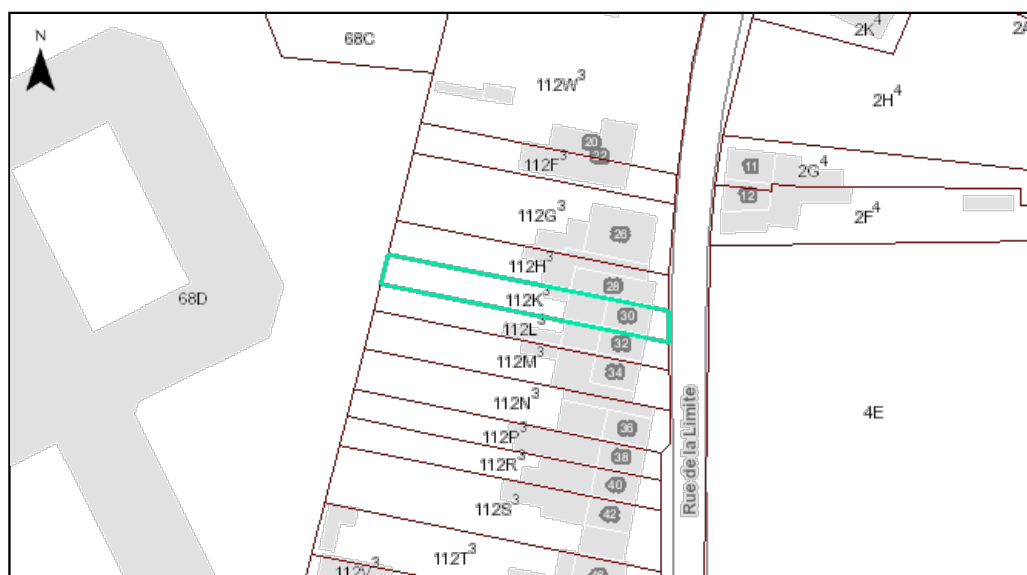 2K⁴
N
68C
112W³
2H⁴
20
22
112F³
11
2G⁴
12
112G³
2F⁴
26
112H³
28
68D
112K³
30
112L³
32
112M³
34
112N³
4E
36
112P³
38
112R³
40
112S³
42
Rue de la Limite
112T³